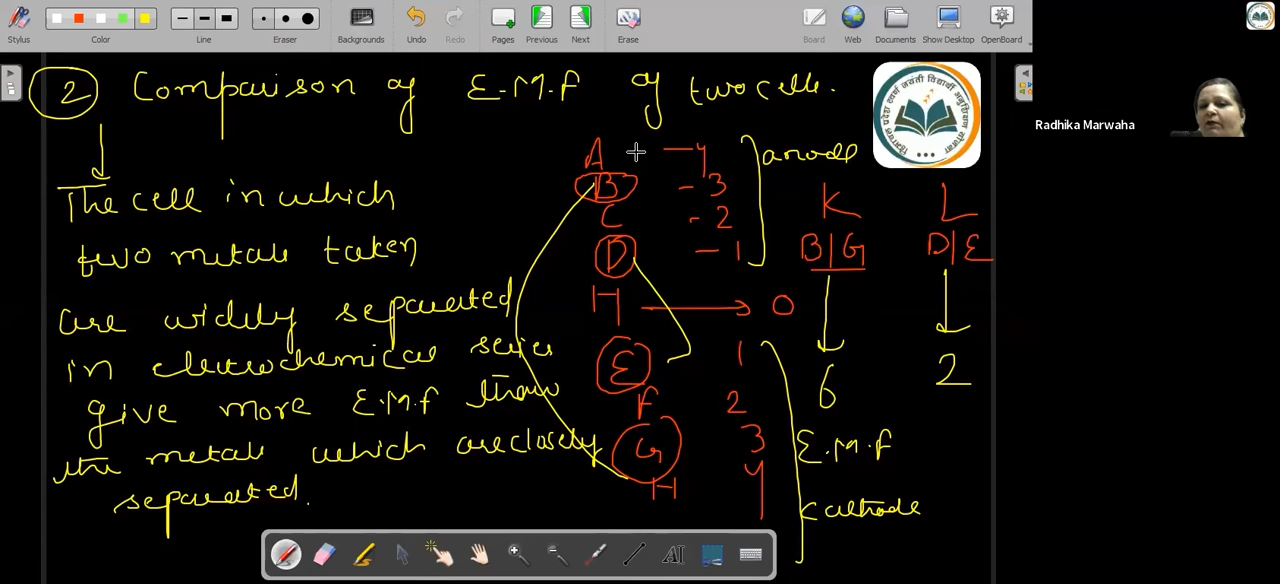 Stylus Color Line Eraser Backgrounds Undo Redo Pages Previous Next Erase Board Web Documents Show Desktop OpenBoard
2 Comparison of E.M.F of two cells.
The cell in which
two metals taken
are widely separated
in electrochemical series
give more E.M.F than
the metals which are closely
separated.
A -4
B -3
C -2
D -1
H 0
E 1
F 2
G 3
H 4
anode
K L
B|G D|E
6 2
E.M.F
Cathode
AI
Radhika Marwaha